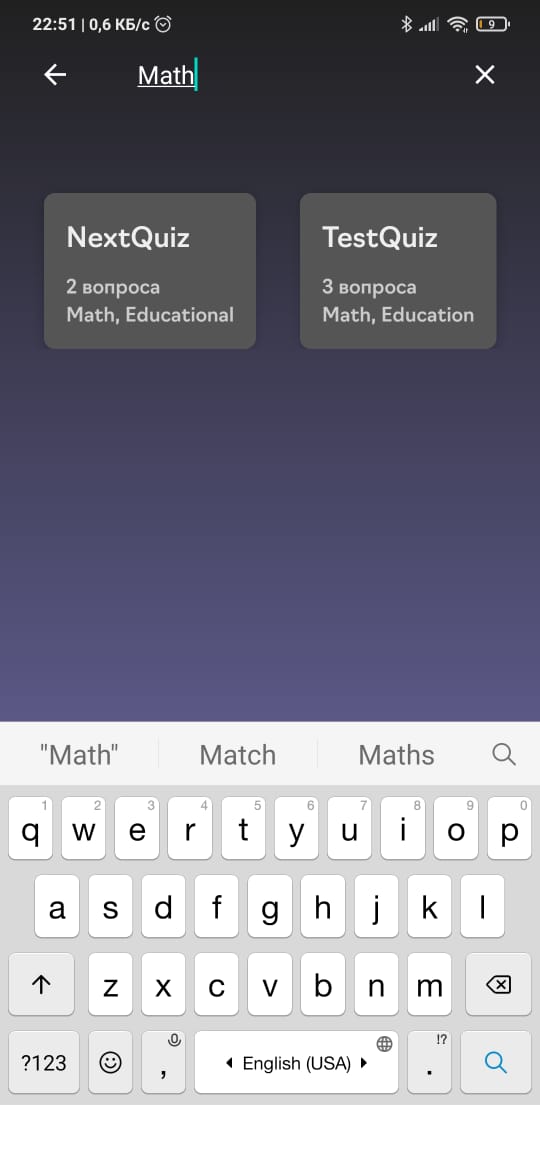 22:51 | 0,6 КБ/с
9
Math
NextQuiz
2 вопроса
Math, Educational
TestQuiz
3 вопроса
Math, Education
"Math" Match Maths
1 2 3 4 5 6 7 8 9 0
q w e r t y u i o p
a s d f g h j k l
z x c v b n m
!?
?123 , English (USA) .